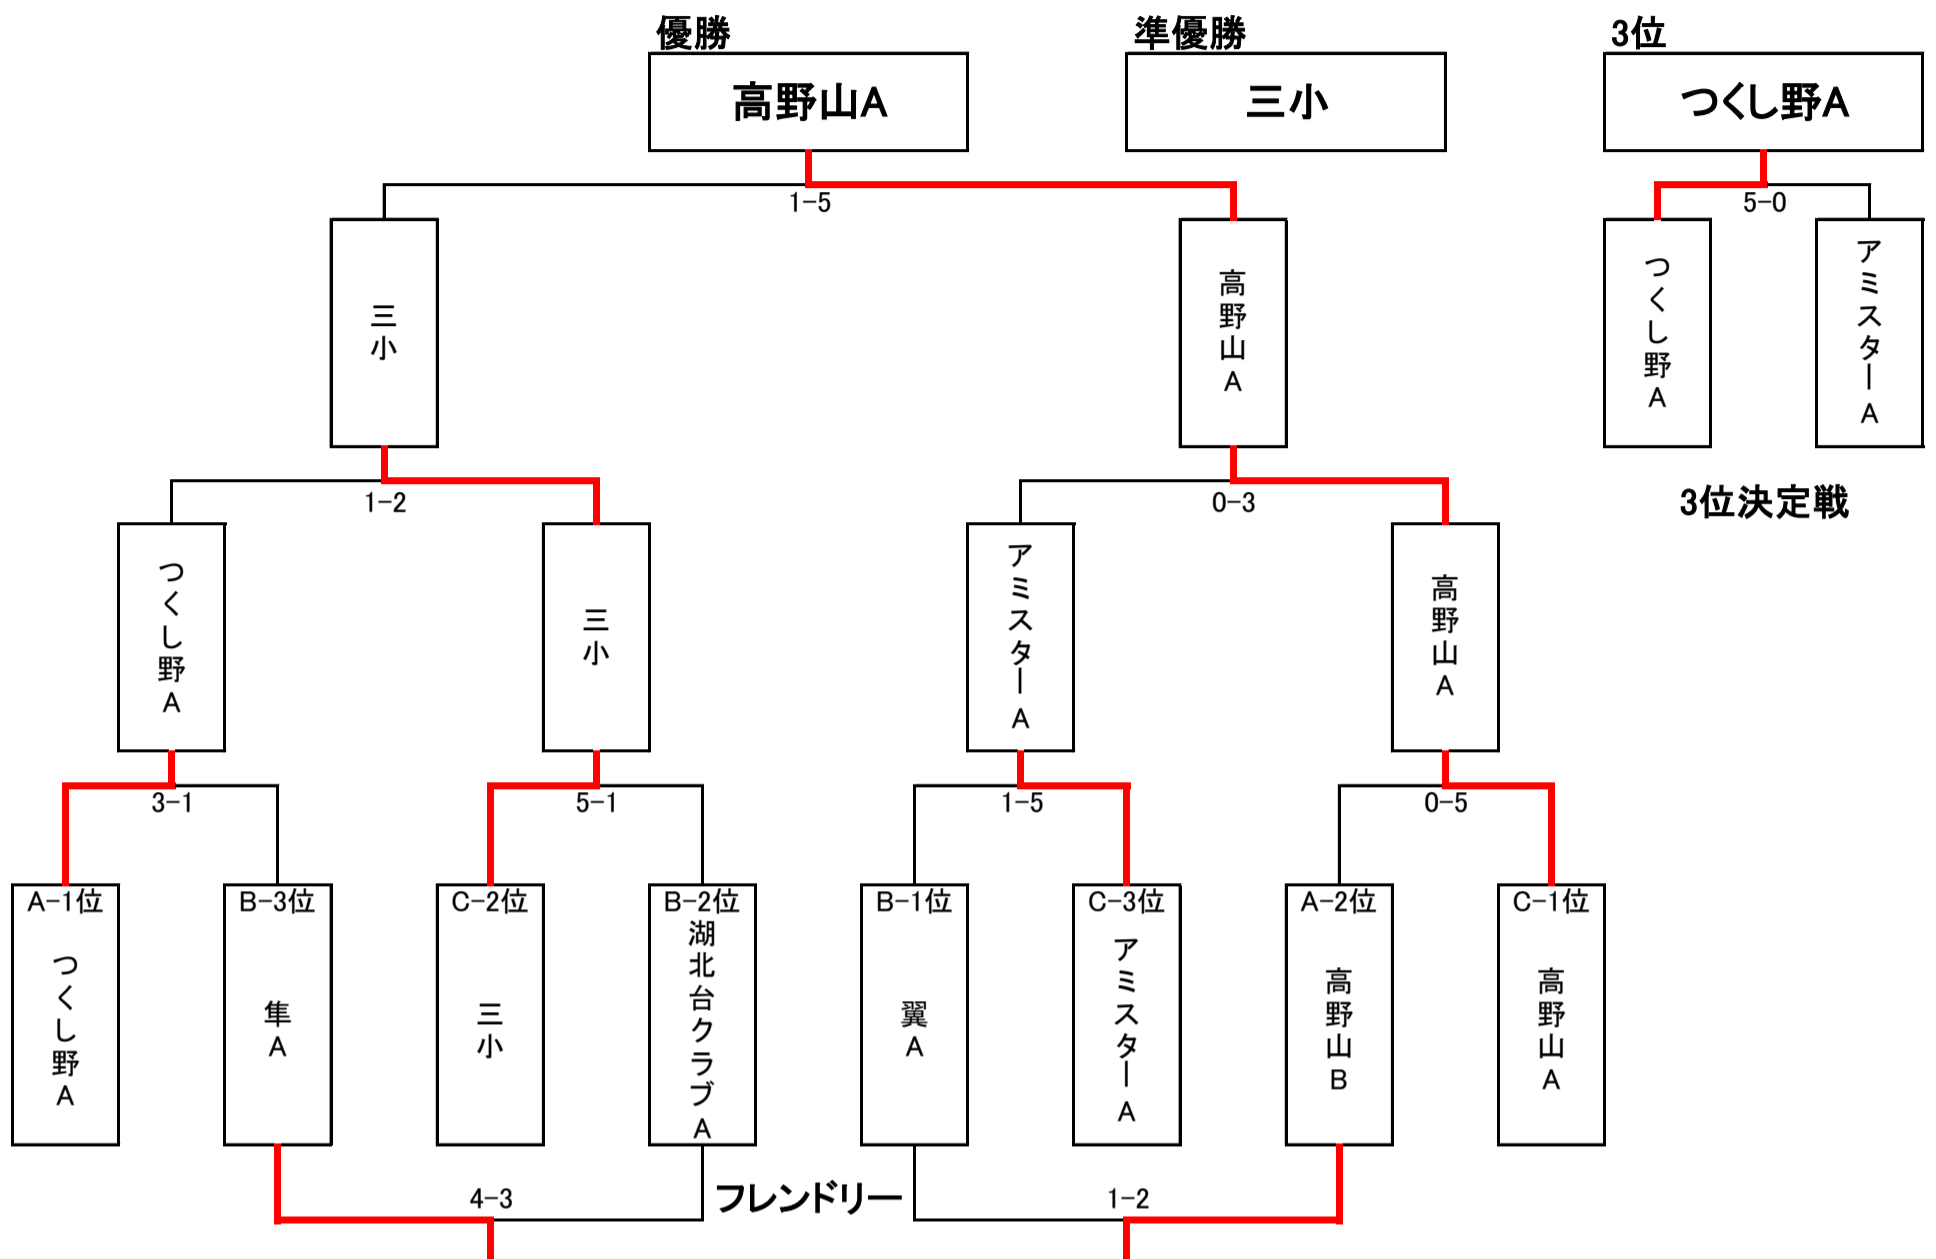 優勝
準優勝
3位
高野山A
三小
つくし野A
1-5
5-0
三小
高野山A
つくし野A
アミスターA
1-2
0-3
3位決定戦
つくし野A
三小
アミスターA
高野山A
3-1
5-1
1-5
0-5
A-1位
つくし野A
B-3位
隼A
C-2位
三小
B-2位
湖北台クラブA
B-1位
翼A
C-3位
アミスターA
A-2位
高野山B
C-1位
高野山A
4-3
フレンドリー
1-2